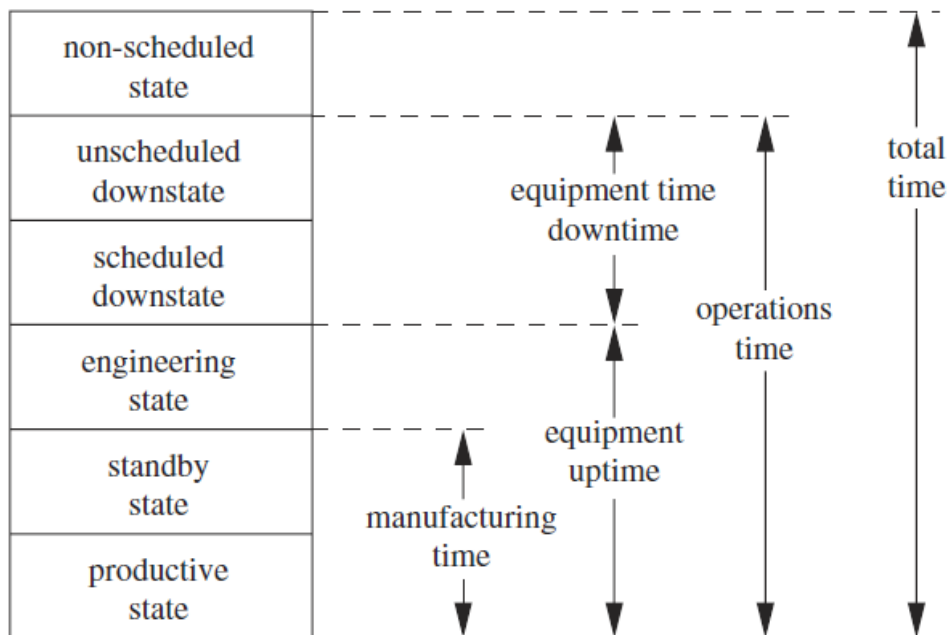 non-scheduled
state
unscheduled
downstate
scheduled
downstate
engineering
state
standby
state
productive
state
manufacturing
time
equipment time
downtime
equipment
uptime
operations
time
total
time